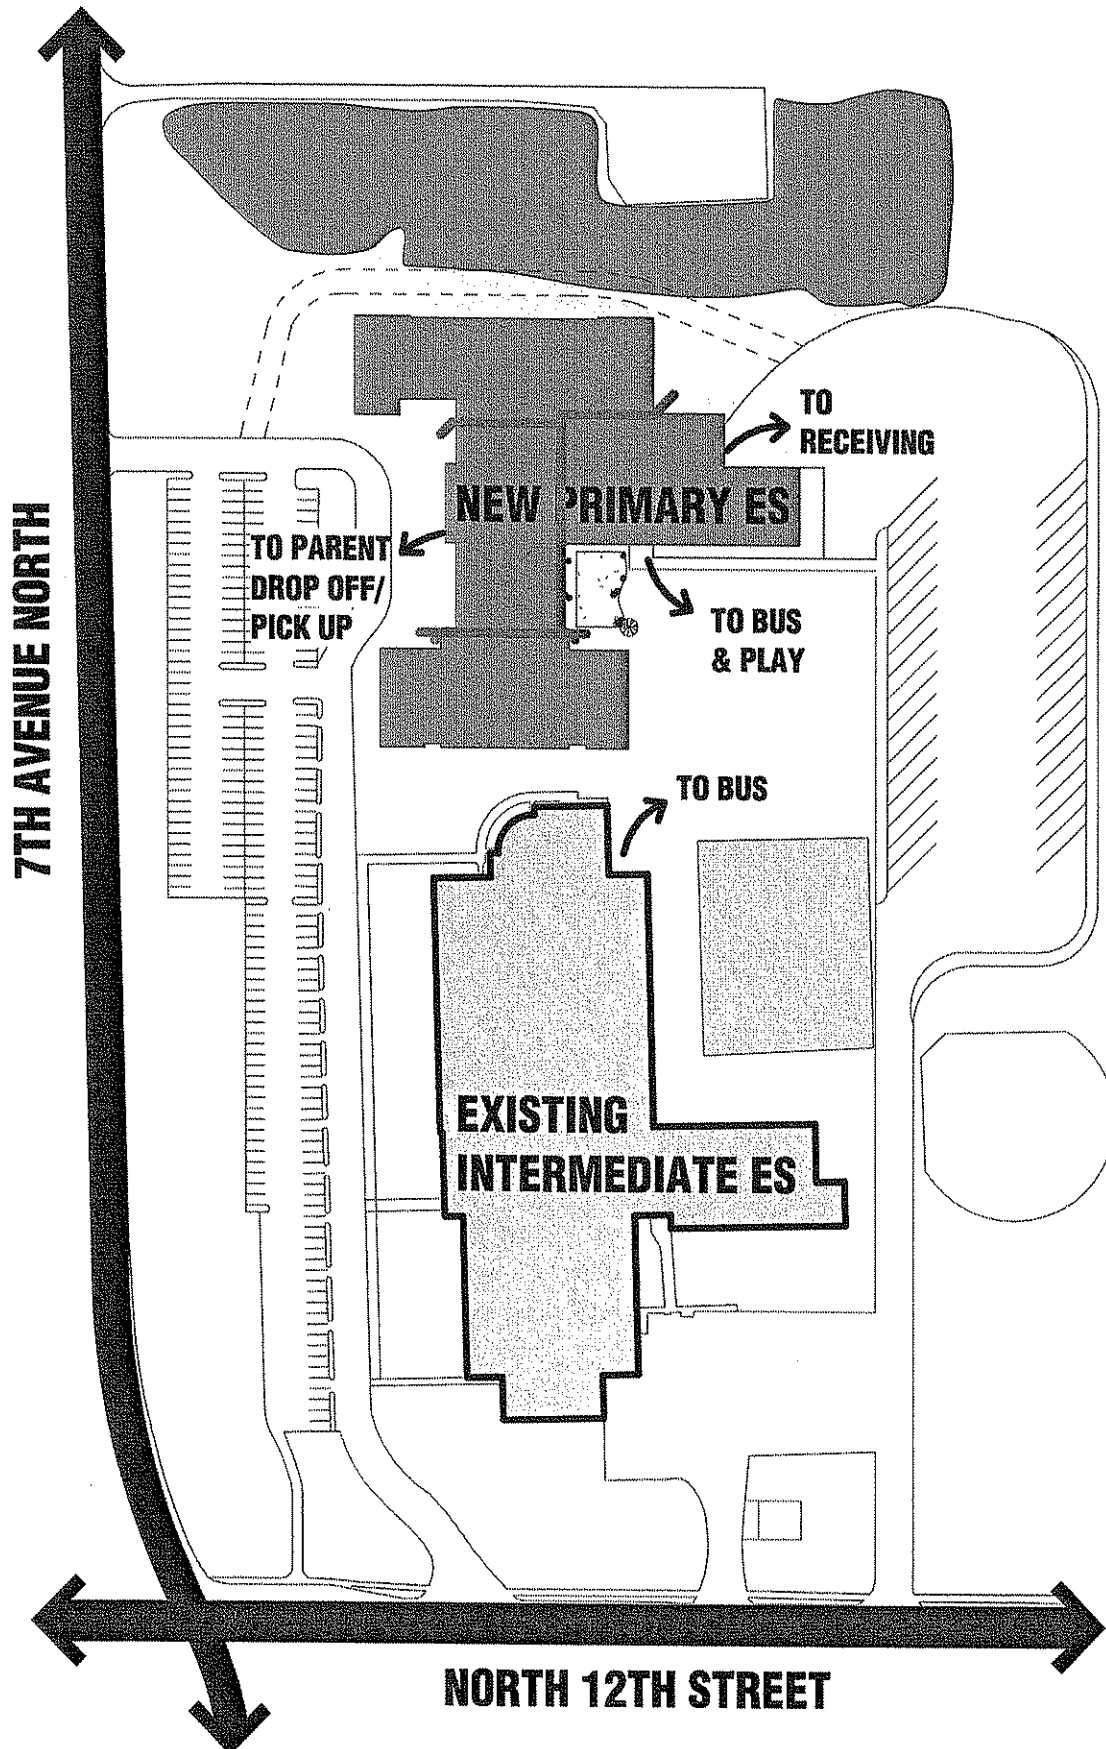 TO
RECEIVING
NEW PRIMARY ES
TO PARENT
DROP OFF/
PICK UP
TO BUS
& PLAY
7TH AVENUE NORTH
TO BUS
EXISTING
INTERMEDIATE ES
NORTH 12TH STREET